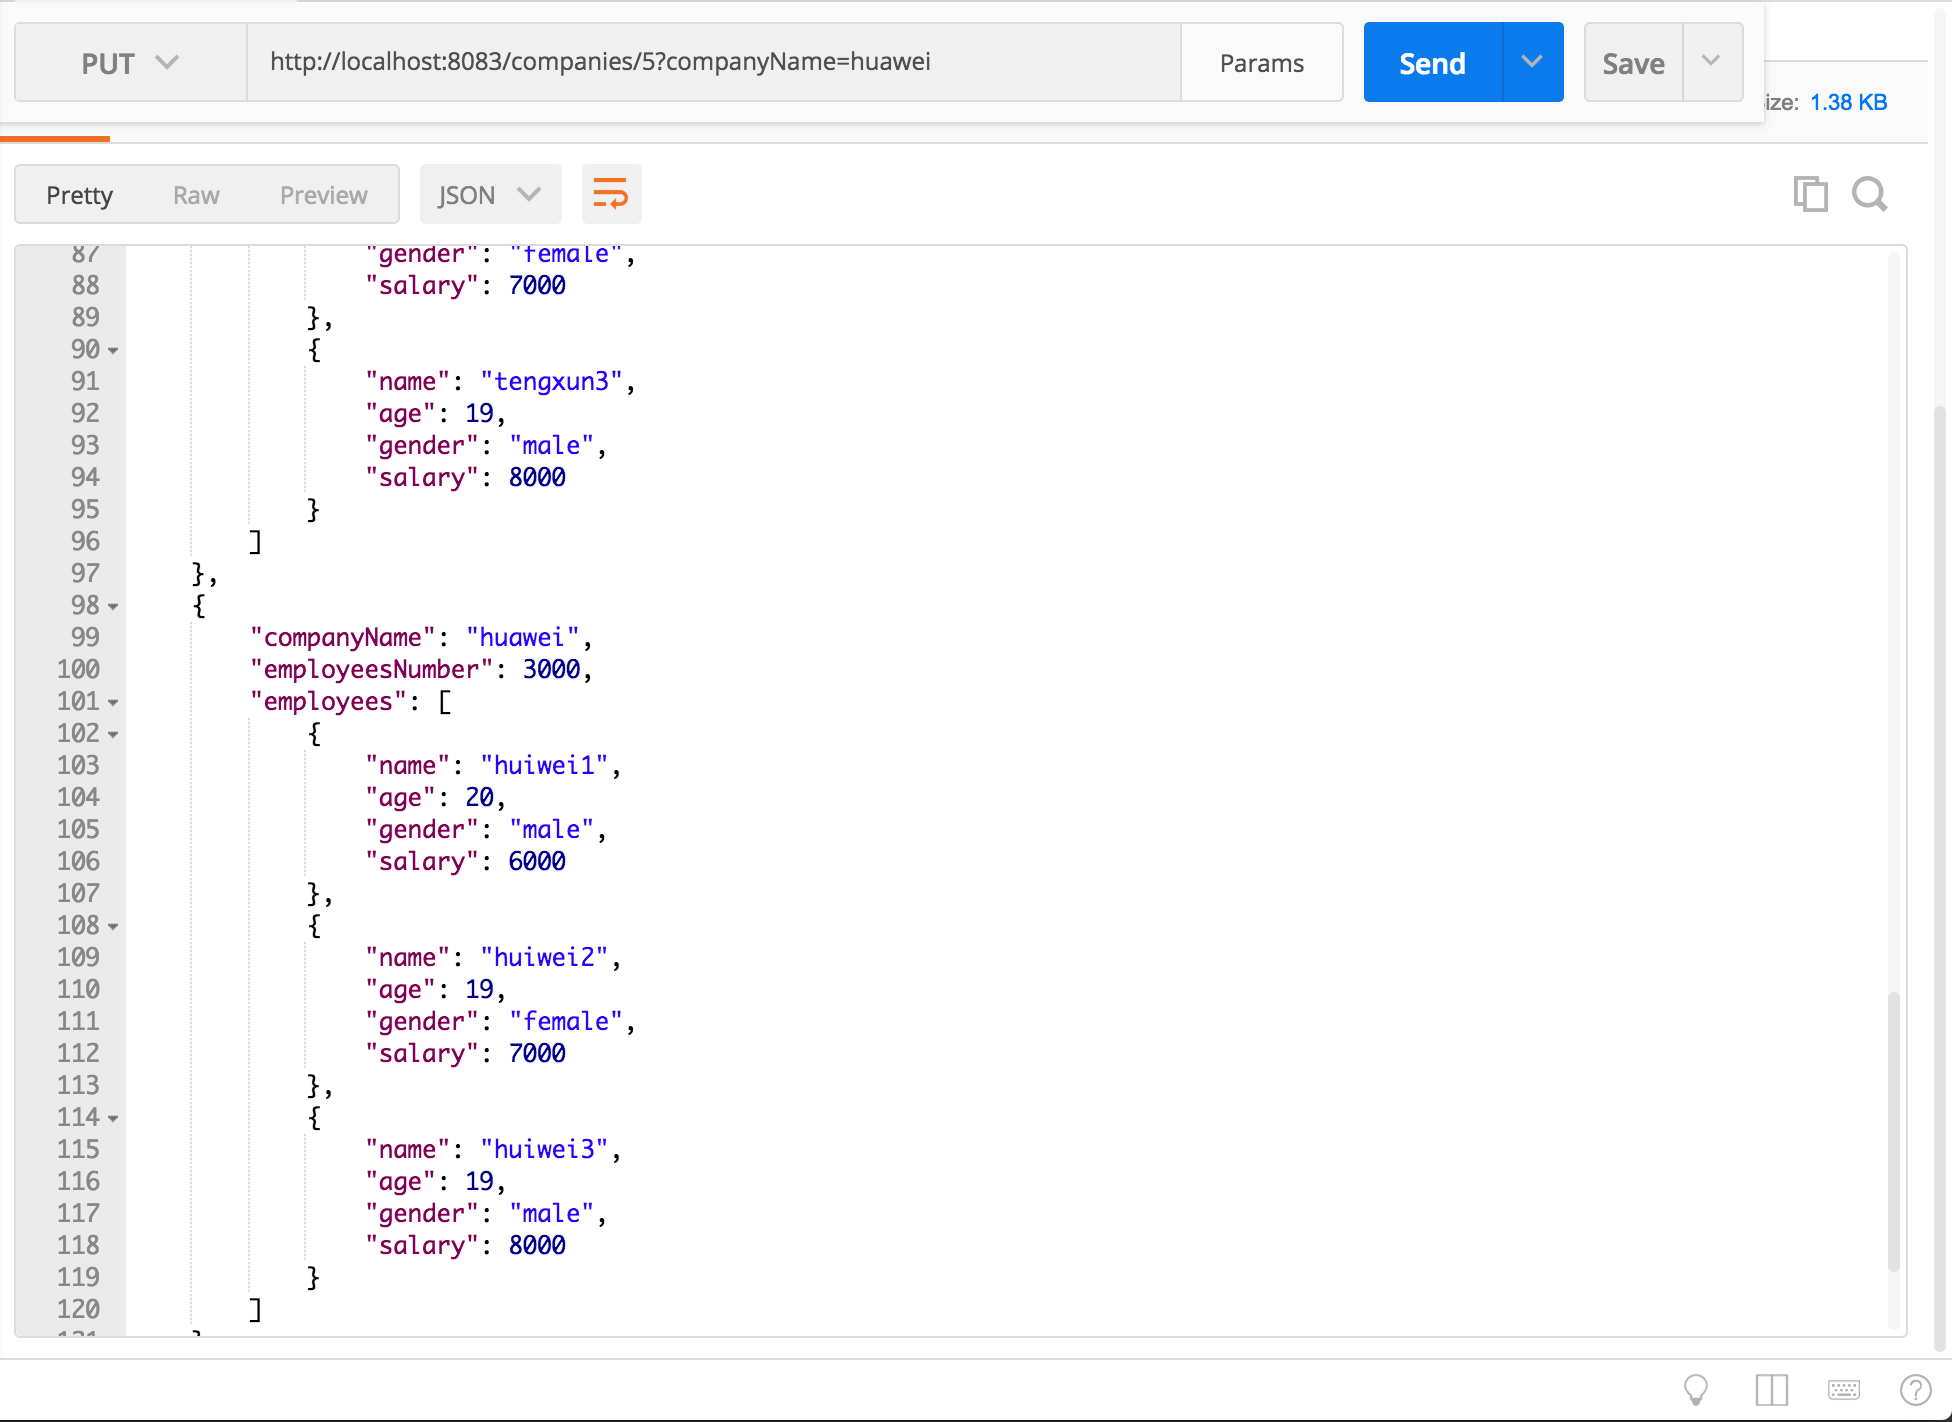 PUT http://localhost:8083/companies/5?companyName=huawei Params Send Save
ize: 1.38 KB
Pretty Raw Preview JSON
87 "gender": "female",
88 "salary": 7000
89 },
90 {
91 "name": "tengxun3",
92 "age": 19,
93 "gender": "male",
94 "salary": 8000
95 }
96 ]
97 },
98 {
99 "companyName": "huawei",
100 "employeesNumber": 3000,
101 "employees": [
102 {
103 "name": "huiwei1",
104 "age": 20,
105 "gender": "male",
106 "salary": 6000
107 },
108 {
109 "name": "huiwei2",
110 "age": 19,
111 "gender": "female",
112 "salary": 7000
113 },
114 {
115 "name": "huiwei3",
116 "age": 19,
117 "gender": "male",
118 "salary": 8000
119 }
120 ]